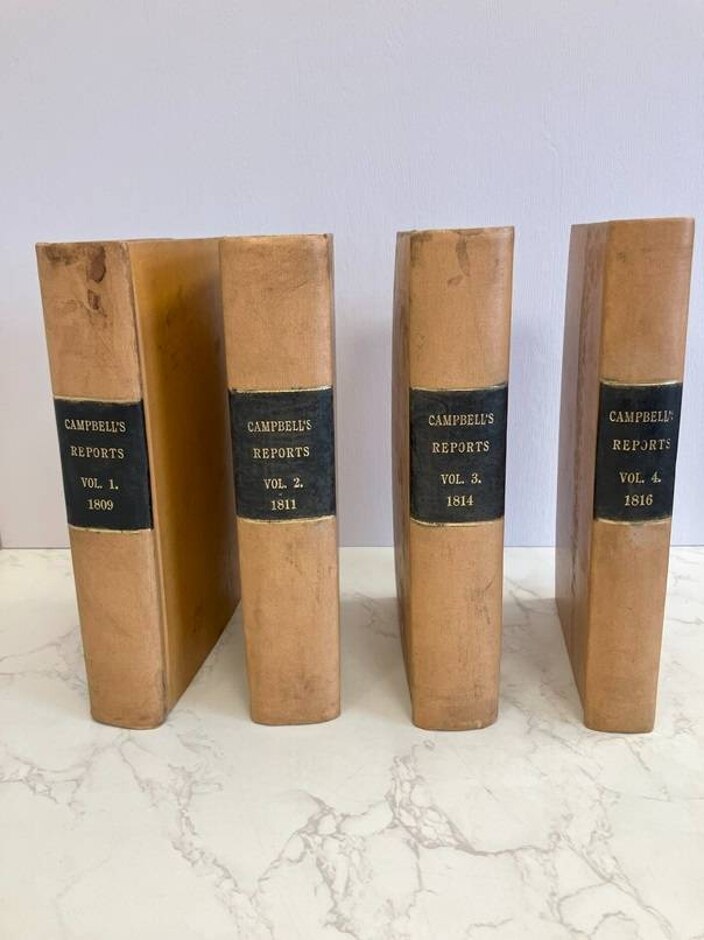 CAMPBELL'S
REPORTS
VOL. 1.
1809
CAMPBELL'S
REPORTS
VOL. 2.
1811
CAMPBELL'S
REPORTS
VOL. 3.
1814
CAMPBELL'S
REPORTS
VOL. 4.
1816